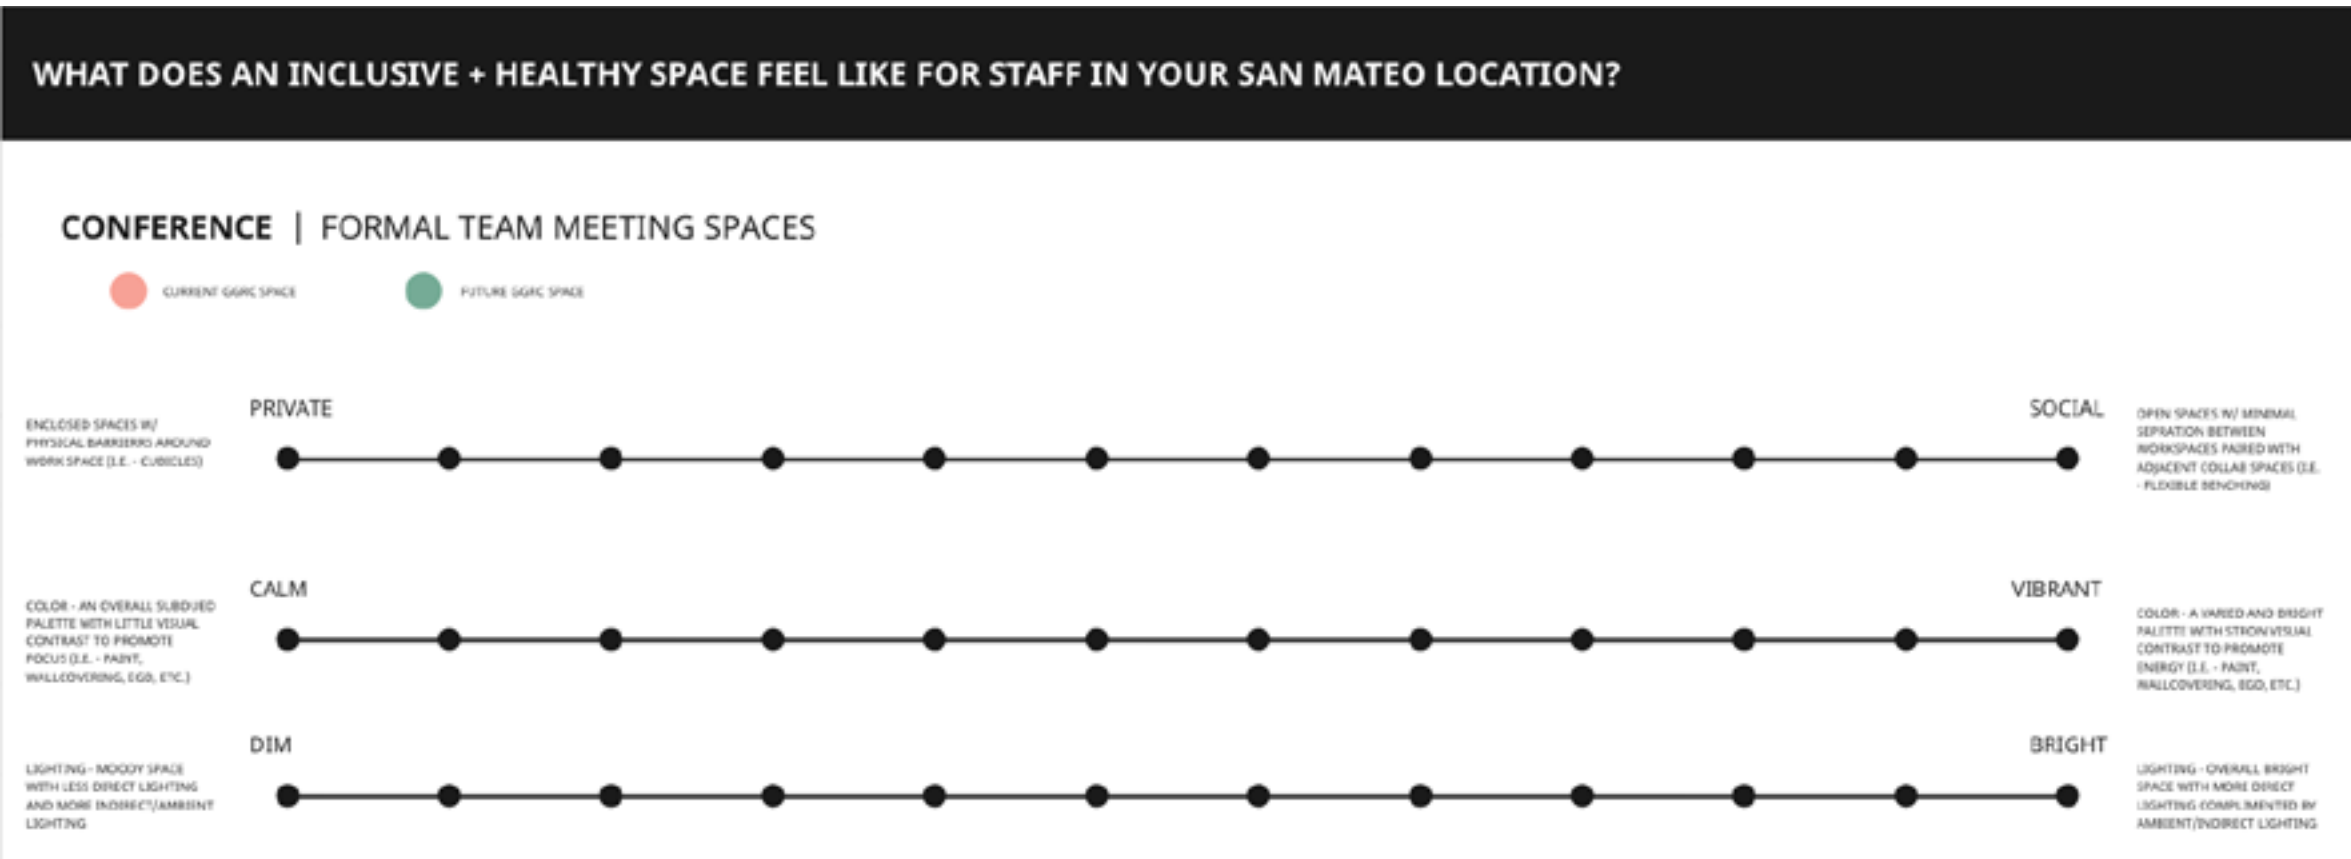 WHAT DOES AN INCLUSIVE + HEALTHY SPACE FEEL LIKE FOR STAFF IN YOUR SAN MATEO LOCATION?
CONFERENCE | FORMAL TEAM MEETING SPACES
CURRENT GGRC SPACE
FUTURE GGRC SPACE
PRIVATE
SOCIAL
ENCLOSED SPACES W/
PHYSICAL BARRIERRS AROUND
WORK SPACE (I.E. - CUBICLES)
OPEN SPACES W/ MINIMAL
SEPRATION BETWEEN
WORKSPACES PAIRED WITH
ADJACENT COLLAB SPACES (I.E.
- FLEXIBLE BENCHING)
CALM
VIBRANT
COLOR - AN OVERALL SUBDUED
PALETTE WITH LITTLE VISUAL
CONTRAST TO PROMOTE
FOCUS (I.E. - PAINT,
WALLCOVERING, EGD, ETC.)
COLOR - A VARIED AND BRIGHT
PALETTE WITH STRON VISUAL
CONTRAST TO PROMOTE
ENERGY (I.E. - PAINT,
WALLCOVERING, EGD, ETC.)
DIM
BRIGHT
LIGHTING - MOODY SPACE
WITH LESS DIRECT LIGHTING
AND MORE INDIRECT/AMBIENT
LIGHTING
LIGHTING - OVERALL BRIGHT
SPACE WITH MORE DIRECT
LIGHTING COMPLIMENTED BY
AMBIENT/INDIRECT LIGHTING